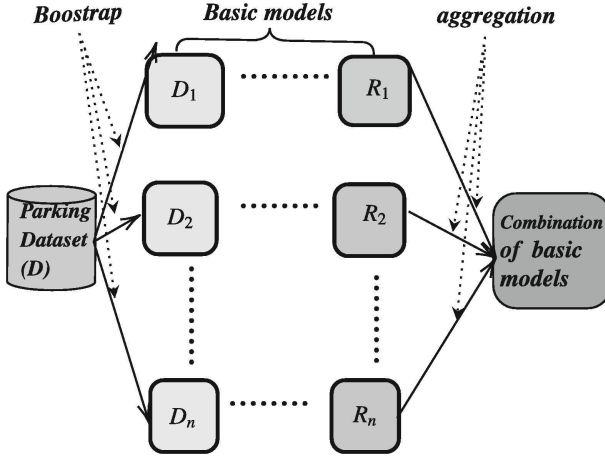 Boostrap
Basic models
aggregation
D1
R1
Parking
Dataset
(D)
D2
R2
Combination
of basic
models
Dn
Rn